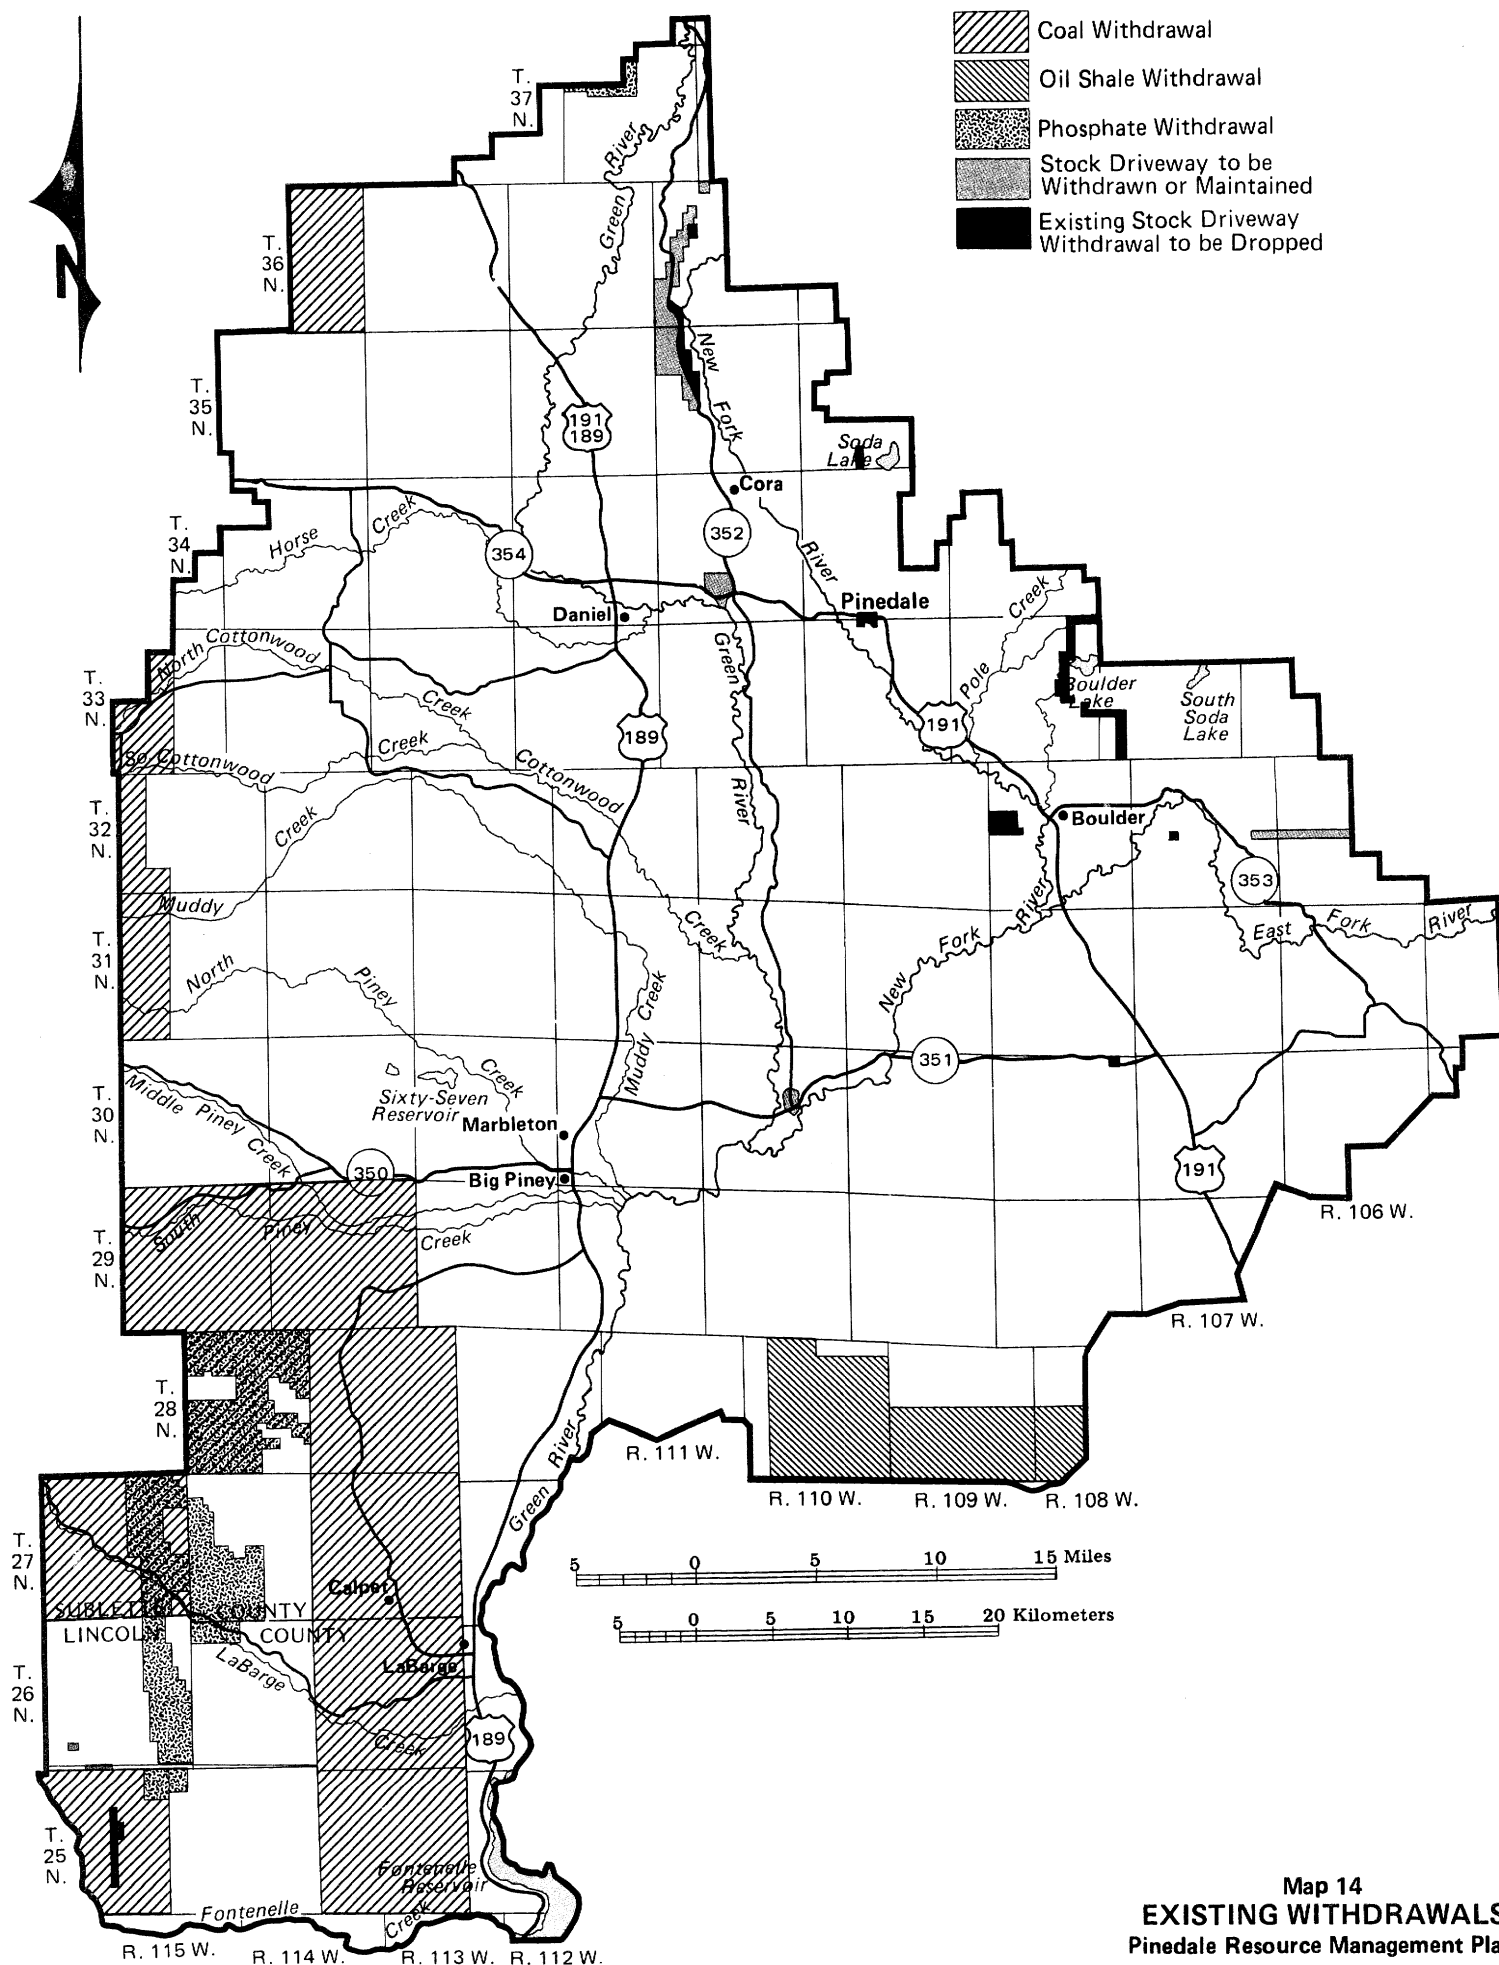 Coal Withdrawal
Oil Shale Withdrawal
Phosphate Withdrawal
Stock Driveway to be
Withdrawn or Maintained
Existing Stock Driveway
Withdrawal to be Dropped
N
T.
37
N.
T.
36
N.
T.
35
N.
T.
34
N.
T.
33
N.
T.
32
N.
T.
31
N.
T.
30
N.
T.
29
N.
T.
28
N.
T.
27
N.
T.
26
N.
T.
25
N.
Green River
New Fork River
191
189
Soda
Lake
Cora
352
354
Horse Creek
Daniel
Pinedale
Pole Creek
North Cottonwood Creek
Green River
Boulder
Lake
South
Soda
Lake
191
189
So. Cottonwood Creek
Cottonwood Creek
Boulder
353
Muddy Creek
East Fork River
New Fork River
North Piney Creek
Muddy Creek
351
Sixty-Seven
Reservoir
Marbleton
Middle Piney Creek
350
Big Piney
191
South Piney Creek
R. 106 W.
R. 107 W.
R. 111 W.
R. 110 W.
R. 109 W.
R. 108 W.
Green River
5 0 5 10 15 Miles
5 0 5 10 15 20 Kilometers
Calpet
SUBLETTE COUNTY
LINCOLN COUNTY
LaBarge
LaBarge Creek
189
Fontenelle
Reservoir
Fontenelle Creek
R. 115 W.
R. 114 W.
R. 113 W.
R. 112 W.
Map 14
EXISTING WITHDRAWALS
Pinedale Resource Management Pla